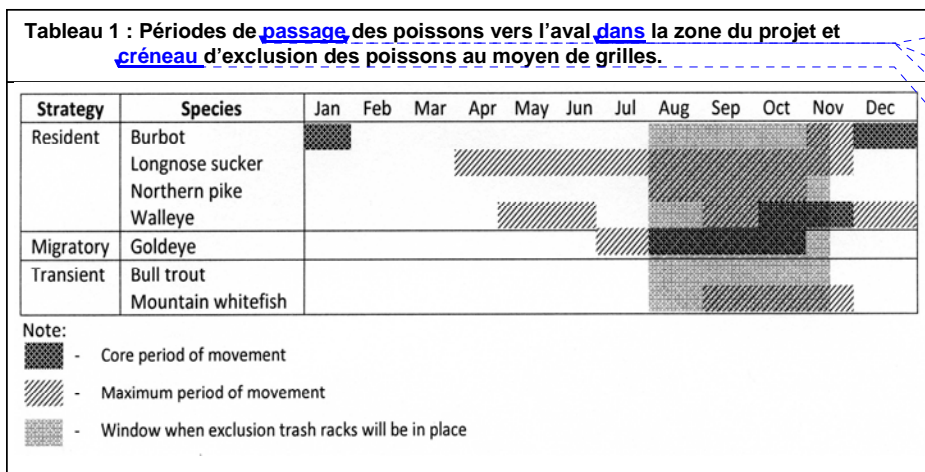 Tableau 1 : Périodes de passage des poissons vers l'aval dans la zone du projet et
créneau d'exclusion des poissons au moyen de grilles.
Strategy Species Jan Feb Mar Apr May Jun Jul Aug Sep Oct Nov Dec
Resident Burbot
Longnose sucker
Northern pike
Walleye
Migratory Goldeye
Transient Bull trout
Mountain whitefish
Note:
- Core period of movement
- Maximum period of movement
- Window when exclusion trash racks will be in place